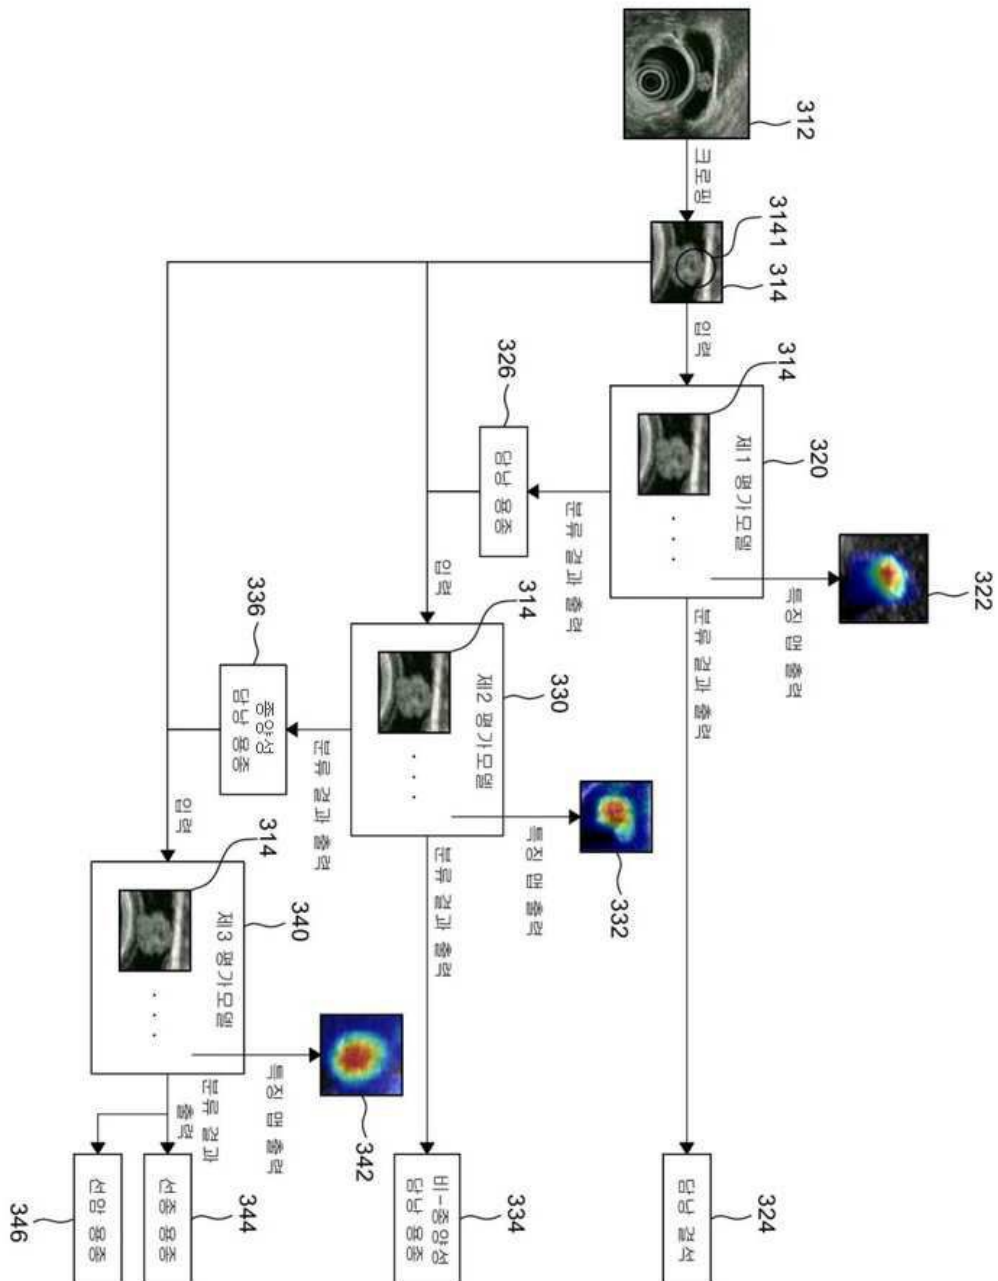 322
312
320
특징 맵 출력
3141
314
314
324
제1 평가모델
. . .
크로핑
입력
분류 결과 출력
담낭 결석
332
분류 결과 출력
330
특징 맵 출력
326
담낭 용종
314
334
제2 평가모델
. . .
입력
분류 결과 출력
비-종양성
담낭 용종
342
분류 결과 출력
340
특징 맵 출력
336
종양성
담낭 용종
314
344
제3 평가모델
. . .
입력
분류 결과
출력
선종 용종
선암 용종
346